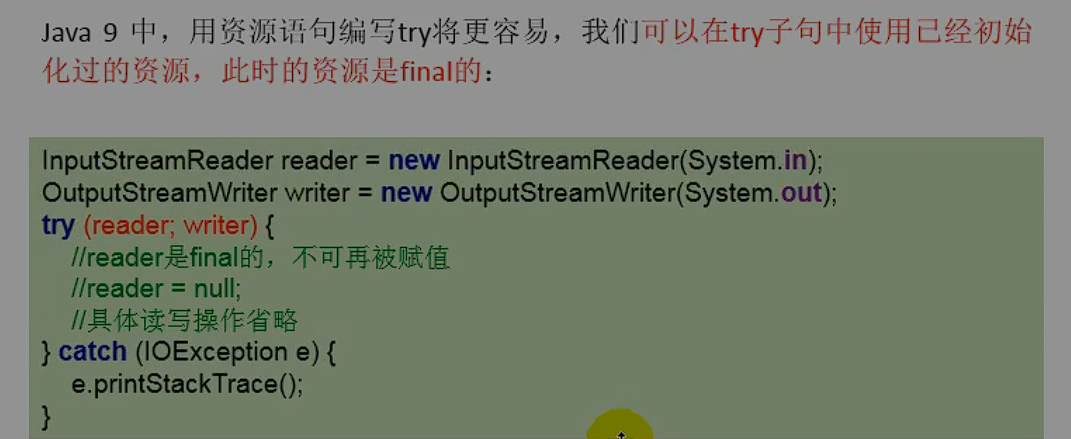 Java 9 中，用资源语句编写try将更容易，我们可以在try子句中使用已经初始
化过的资源，此时的资源是final的：
InputStreamReader reader = new InputStreamReader(System.in);
OutputStreamWriter writer = new OutputStreamWriter(System.out);
try (reader; writer) {
//reader是final的，不可再被赋值
//reader = null;
//具体读写操作省略
} catch (IOException e) {
e.printStackTrace();
}